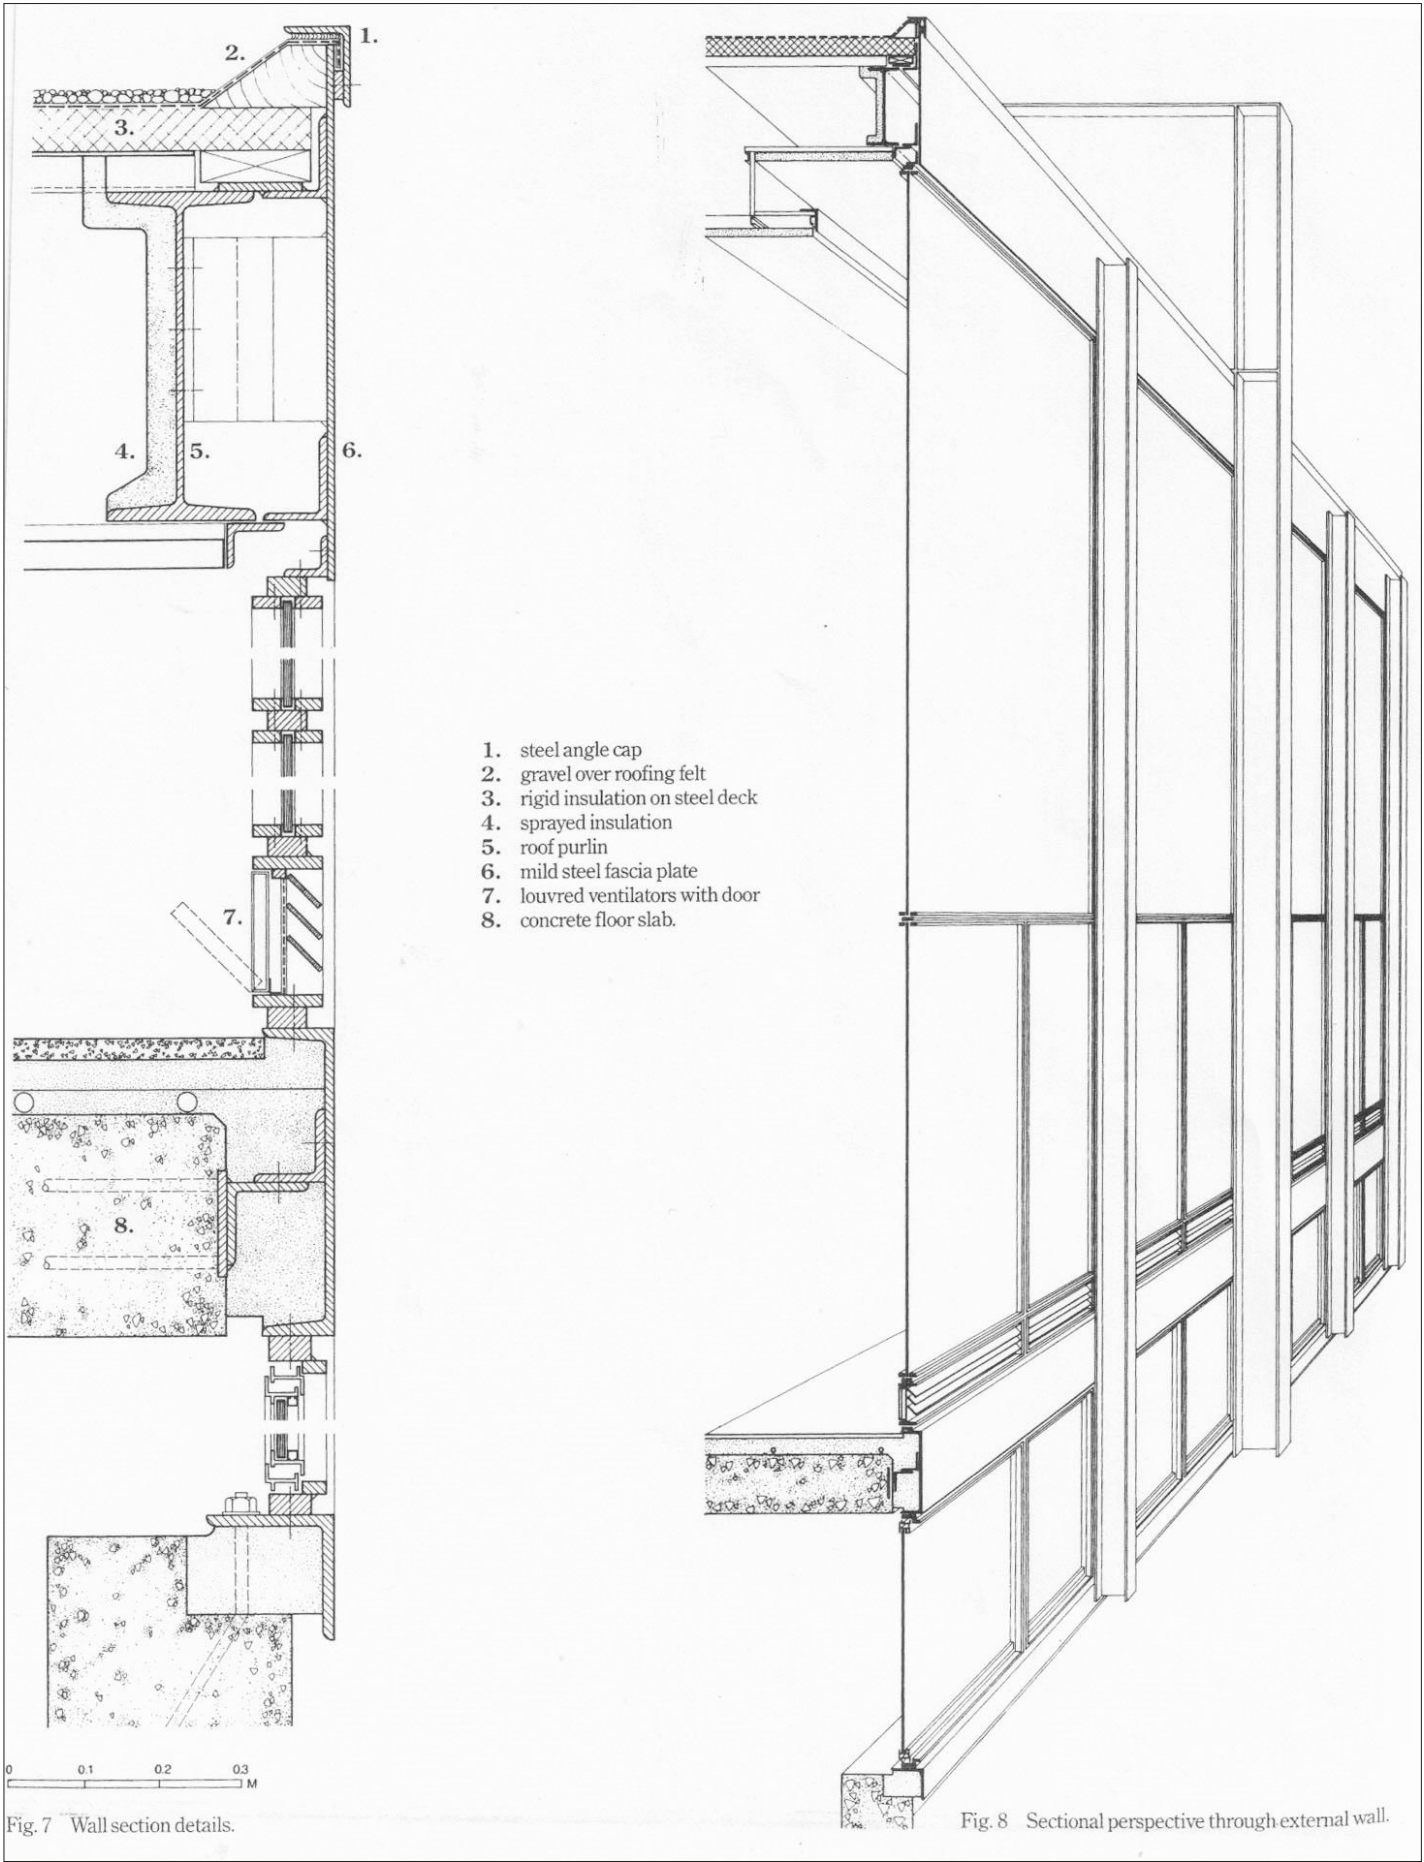 1.
2.
3.
4.
5.
6.
7.
8.
1. steel angle cap
2. gravel over roofing felt
3. rigid insulation on steel deck
4. sprayed insulation
5. roof purlin
6. mild steel fascia plate
7. louvred ventilators with door
8. concrete floor slab.
0 0.1 0.2 0.3 M
Fig. 7 Wall section details.
Fig. 8 Sectional perspective through external wall.